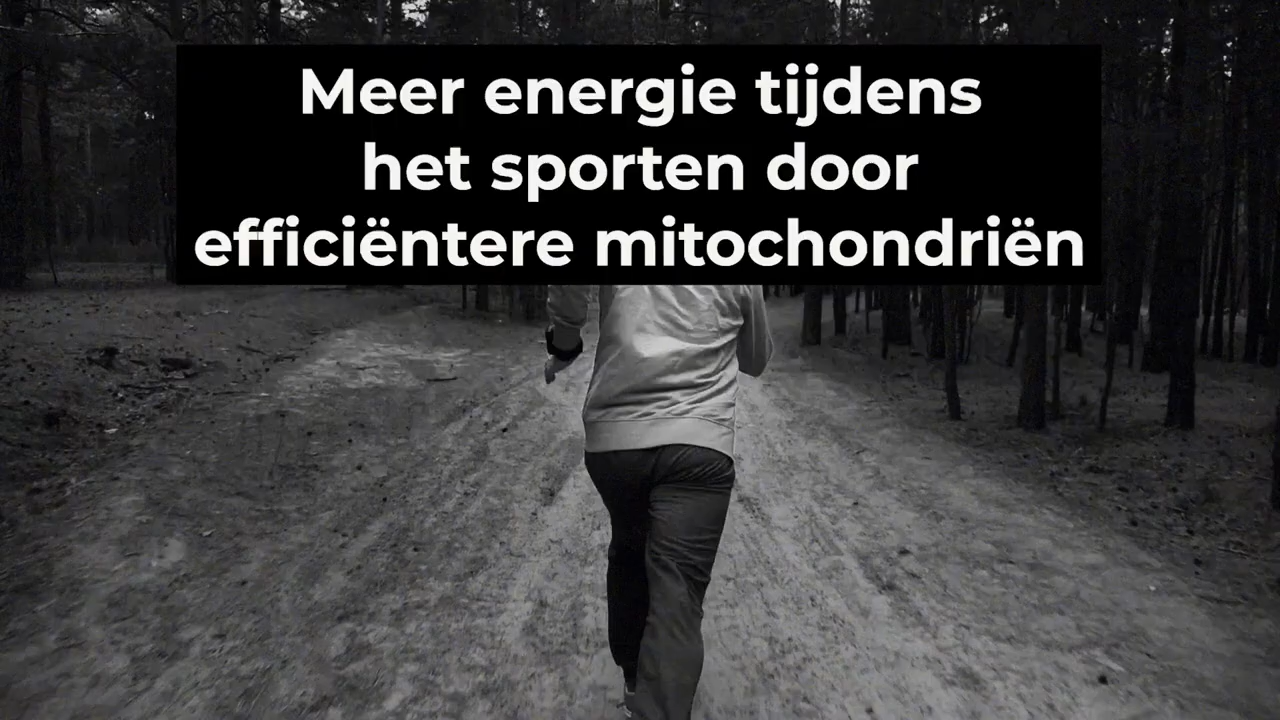 Meer energie tijdens
het sporten door
efficiëntere mitochondriën